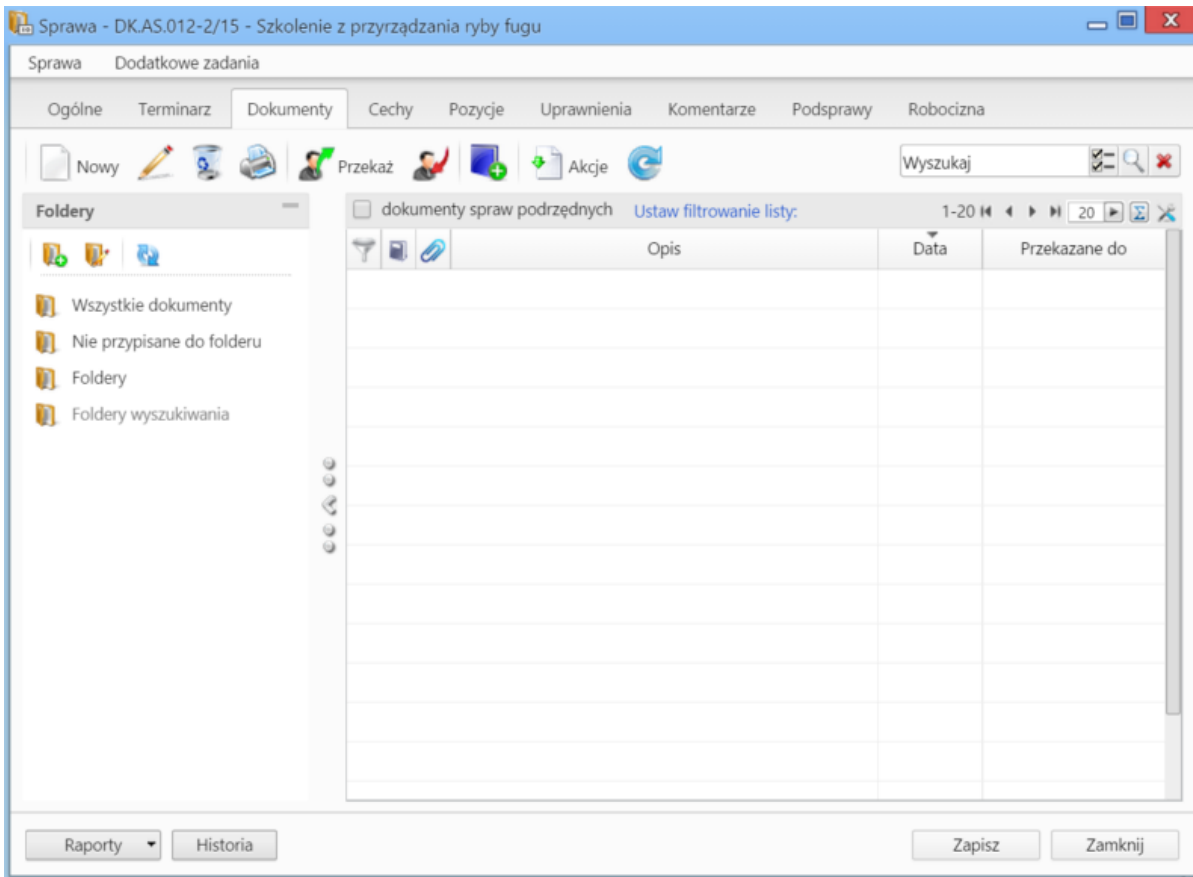 Sprawa - DK.AS.012-2/15 - Szkolenie z przyrządzania ryby fugu
Sprawa Dodatkowe zadania
Ogólne Terminarz Dokumenty Cechy Pozycje Uprawnienia Komentarze Podsprawy Robocizna
Nowy Przekaż Akcje Wyszukaj
Foldery dokumenty spraw podrzędnych Ustaw filtrowanie listy: 1-20 20 Σ
Opis Data Przekazane do
Wszystkie dokumenty
Nie przypisane do folderu
Foldery
Foldery wyszukiwania
Raporty Historia Zapisz Zamknij